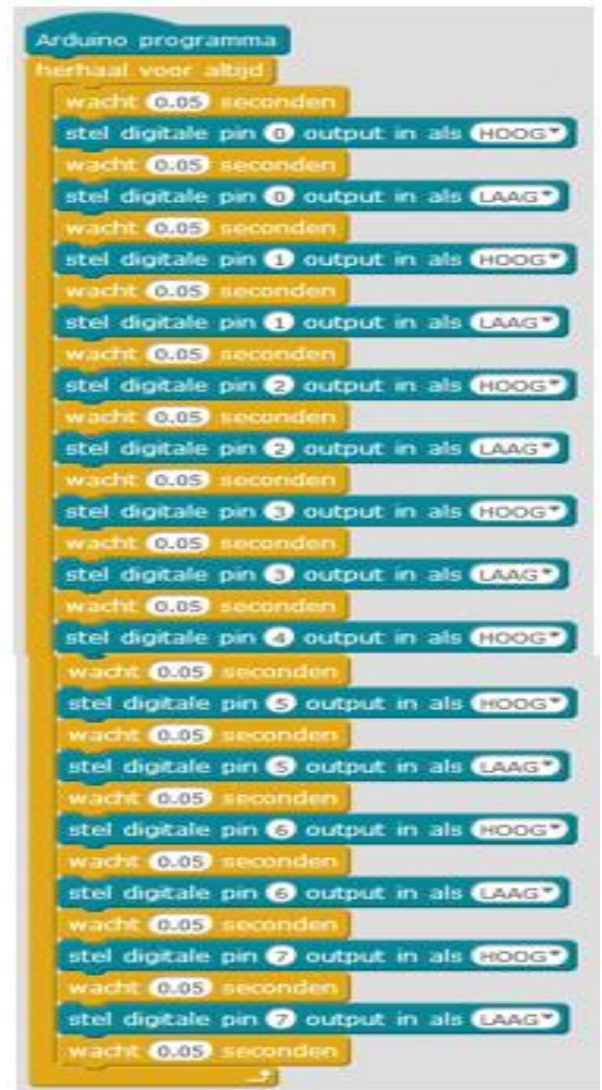 Arduino programma
herhaal voor altijd
wacht 0.05 seconden
stel digitale pin 0 output in als HOOG
wacht 0.05 seconden
stel digitale pin 0 output in als LAAG
wacht 0.05 seconden
stel digitale pin 1 output in als HOOG
wacht 0.05 seconden
stel digitale pin 1 output in als LAAG
wacht 0.05 seconden
stel digitale pin 2 output in als HOOG
wacht 0.05 seconden
stel digitale pin 2 output in als LAAG
wacht 0.05 seconden
stel digitale pin 3 output in als HOOG
wacht 0.05 seconden
stel digitale pin 3 output in als LAAG
wacht 0.05 seconden
stel digitale pin 4 output in als HOOG
wacht 0.05 seconden
stel digitale pin 5 output in als HOOG
wacht 0.05 seconden
stel digitale pin 5 output in als LAAG
wacht 0.05 seconden
stel digitale pin 6 output in als HOOG
wacht 0.05 seconden
stel digitale pin 6 output in als LAAG
wacht 0.05 seconden
stel digitale pin 7 output in als HOOG
wacht 0.05 seconden
stel digitale pin 7 output in als LAAG
wacht 0.05 seconden